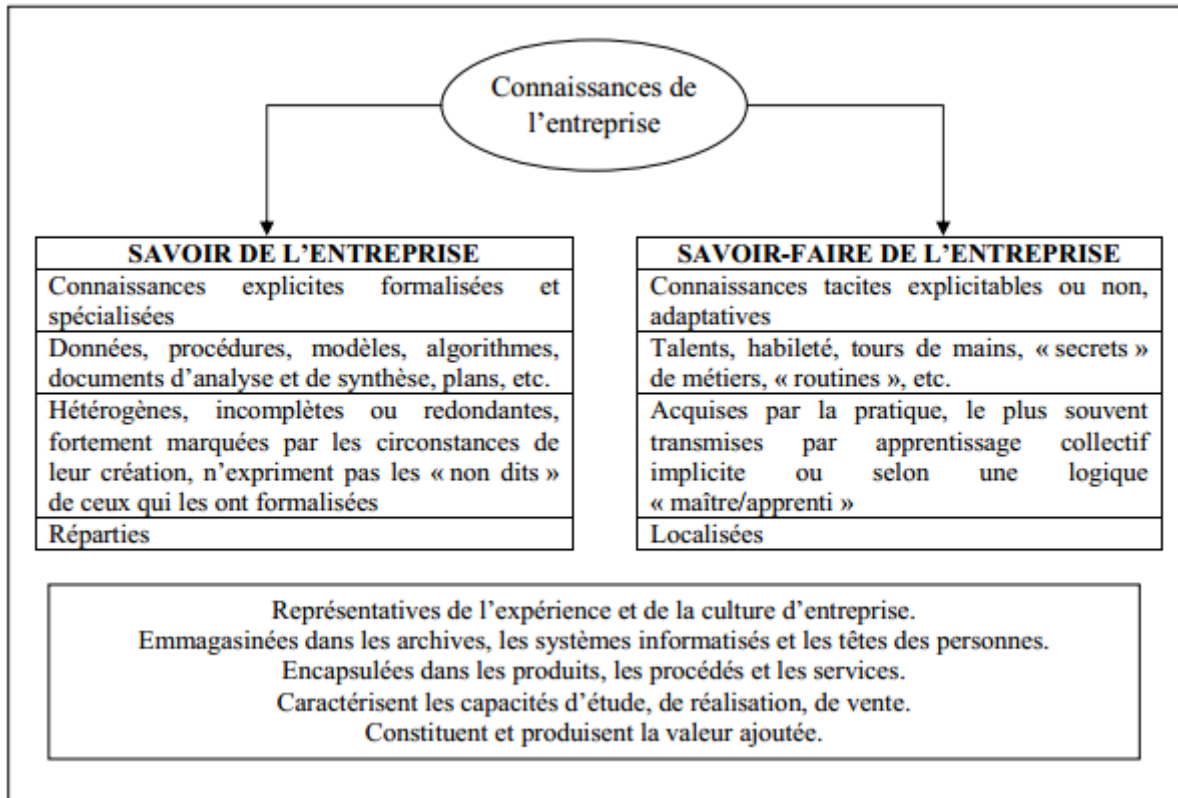 Connaissances de
l’entreprise
SAVOIR DE L’ENTREPRISE
Connaissances explicites formalisées et
spécialisées
Données, procédures, modèles, algorithmes,
documents d’analyse et de synthèse, plans, etc.
Hétérogènes, incomplètes ou redondantes,
fortement marquées par les circonstances de
leur création, n’expriment pas les « non dits »
de ceux qui les ont formalisées
Réparties
SAVOIR-FAIRE DE L’ENTREPRISE
Connaissances tacites explicitables ou non,
adaptatives
Talents, habileté, tours de mains, « secrets »
de métiers, « routines », etc.
Acquises par la pratique, le plus souvent
transmises par apprentissage collectif
implicite ou selon une logique
« maître/apprenti »
Localisées
Représentatives de l’expérience et de la culture d’entreprise.
Emmagasinées dans les archives, les systèmes informatisés et les têtes des personnes.
Encapsulées dans les produits, les procédés et les services.
Caractérisent les capacités d’étude, de réalisation, de vente.
Constituent et produisent la valeur ajoutée.